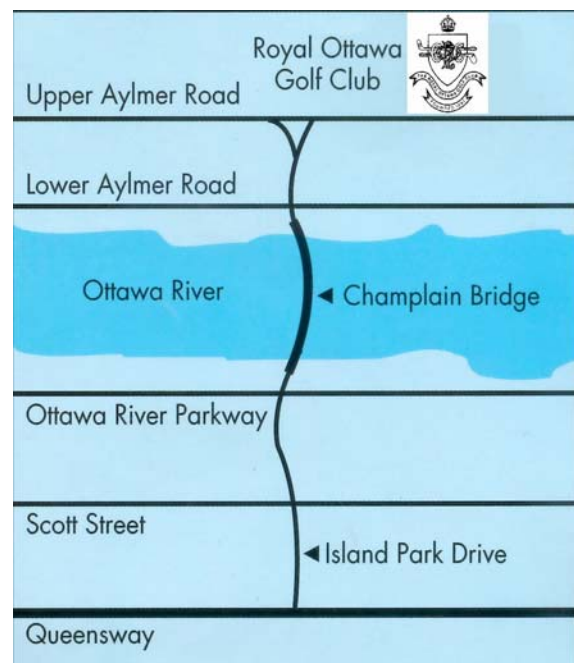 Royal Ottawa
Golf Club
Upper Aylmer Road
Lower Aylmer Road
Ottawa River
Champlain Bridge
Ottawa River Parkway
Scott Street
Island Park Drive
Queensway